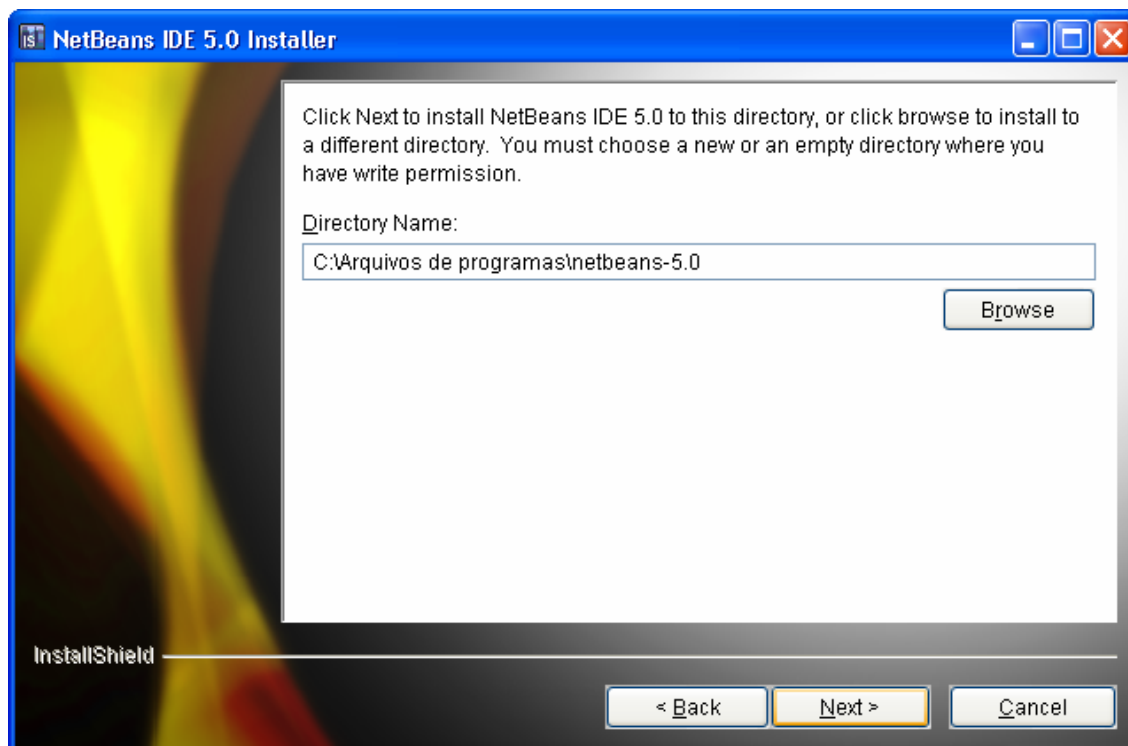 NetBeans IDE 5.0 Installer
Click Next to install NetBeans IDE 5.0 to this directory, or click browse to install to
a different directory.  You must choose a new or an empty directory where you
have write permission.
Directory Name:
C:\Arquivos de programas\netbeans-5.0
Browse
InstallShield
< Back
Next >
Cancel